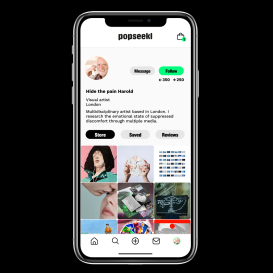 popseekl
Message
Follow
350
250
Hide the pain Harold
Visual artist
London
Multidisciplinary artist based in London. I
research the emotional state of suppressed
discomfort through multiple media.
Store
Saved
Reviews